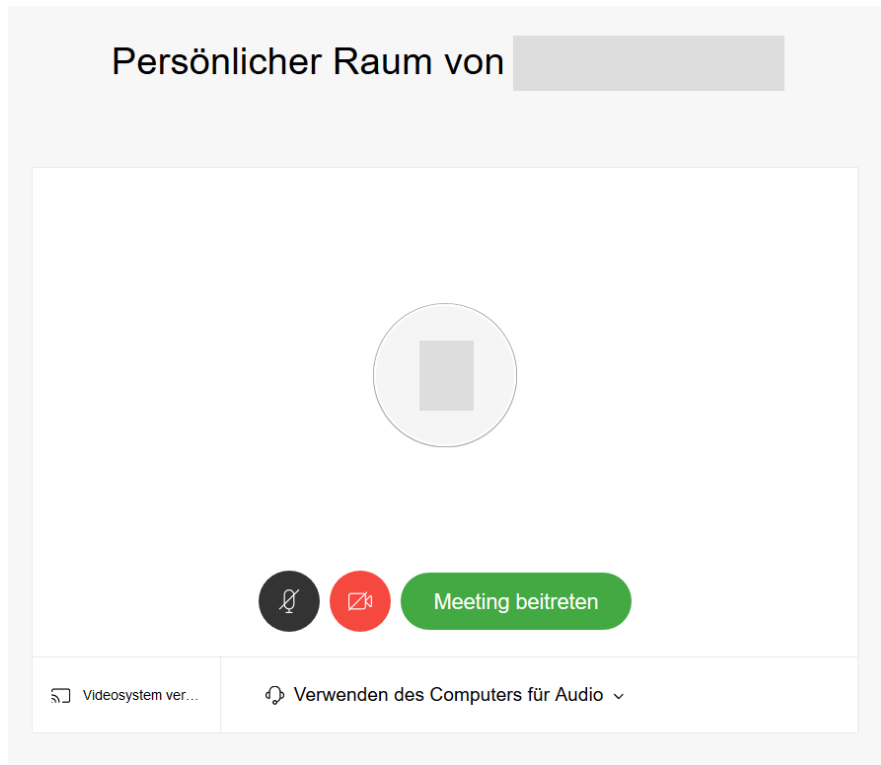 Persönlicher Raum von
Meeting beitreten
Videosystem ver...
Verwenden des Computers für Audio